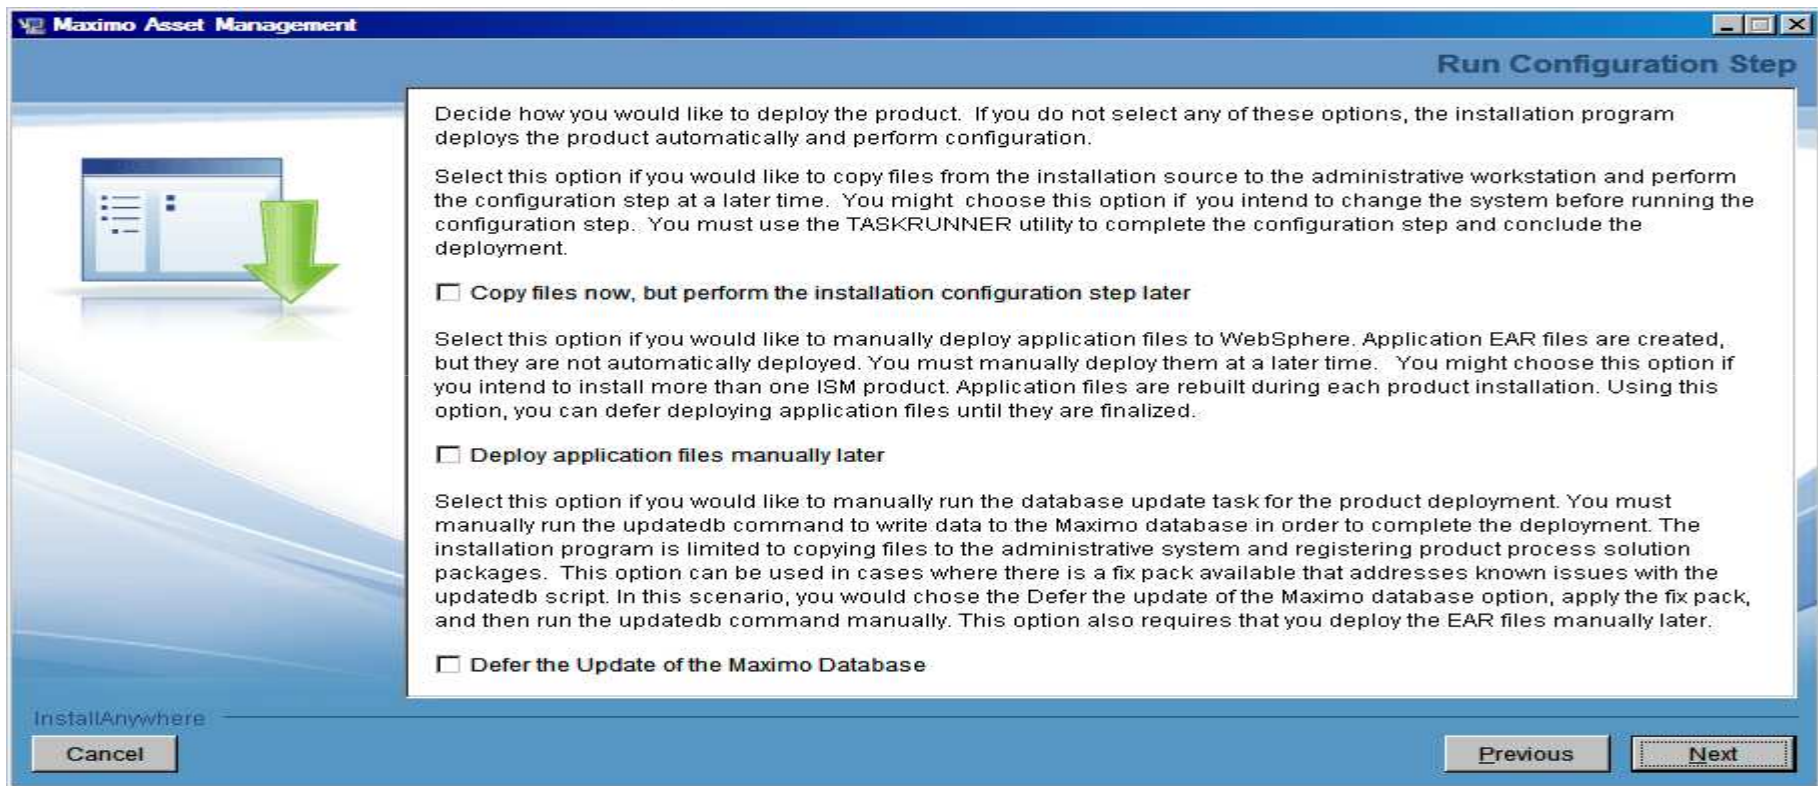 Maximo Asset Management
Run Configuration Step
Decide how you would like to deploy the product. If you do not select any of these options, the installation program
deploys the product automatically and perform configuration.
Select this option if you would like to copy files from the installation source to the administrative workstation and perform
the configuration step at a later time. You might choose this option if you intend to change the system before running the
configuration step. You must use the TASKRUNNER utility to complete the configuration step and conclude the
deployment.
Copy files now, but perform the installation configuration step later
Select this option if you would like to manually deploy application files to WebSphere. Application EAR files are created,
but they are not automatically deployed. You must manually deploy them at a later time. You might choose this option if
you intend to install more than one ISM product. Application files are rebuilt during each product installation. Using this
option, you can defer deploying application files until they are finalized.
Deploy application files manually later
Select this option if you would like to manually run the database update task for the product deployment. You must
manually run the updatedb command to write data to the Maximo database in order to complete the deployment. The
installation program is limited to copying files to the administrative system and registering product process solution
packages. This option can be used in cases where there is a fix pack available that addresses known issues with the
updatedb script. In this scenario, you would chose the Defer the update of the Maximo database option, apply the fix pack,
and then run the updatedb command manually. This option also requires that you deploy the EAR files manually later.
Defer the Update of the Maximo Database
InstallAnywhere
Cancel
Previous
Next